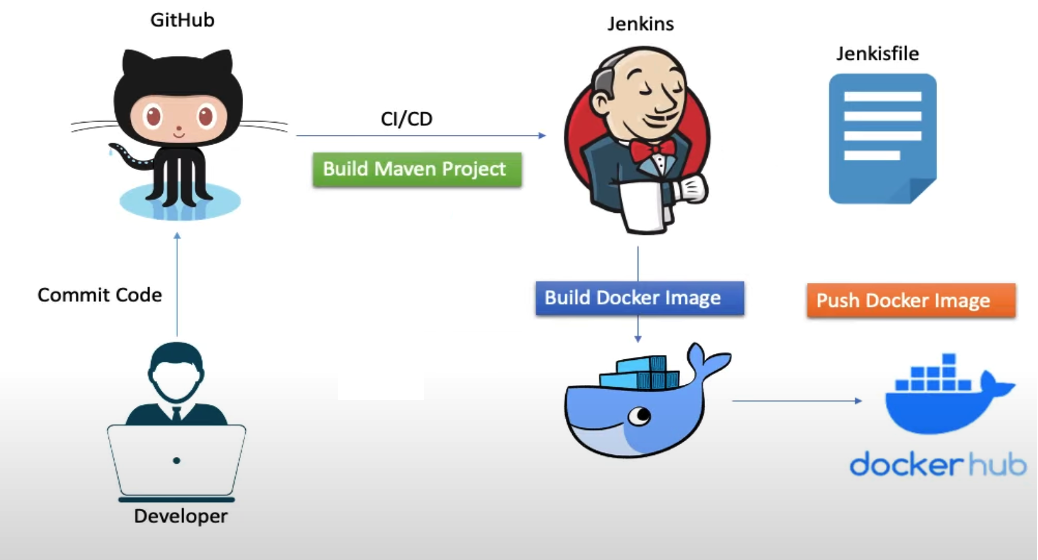 GitHub
Jenkins
Jenkisfile
CI/CD
Build Maven Project
Commit Code
Build Docker Image
Push Docker Image
dockerhub
Developer